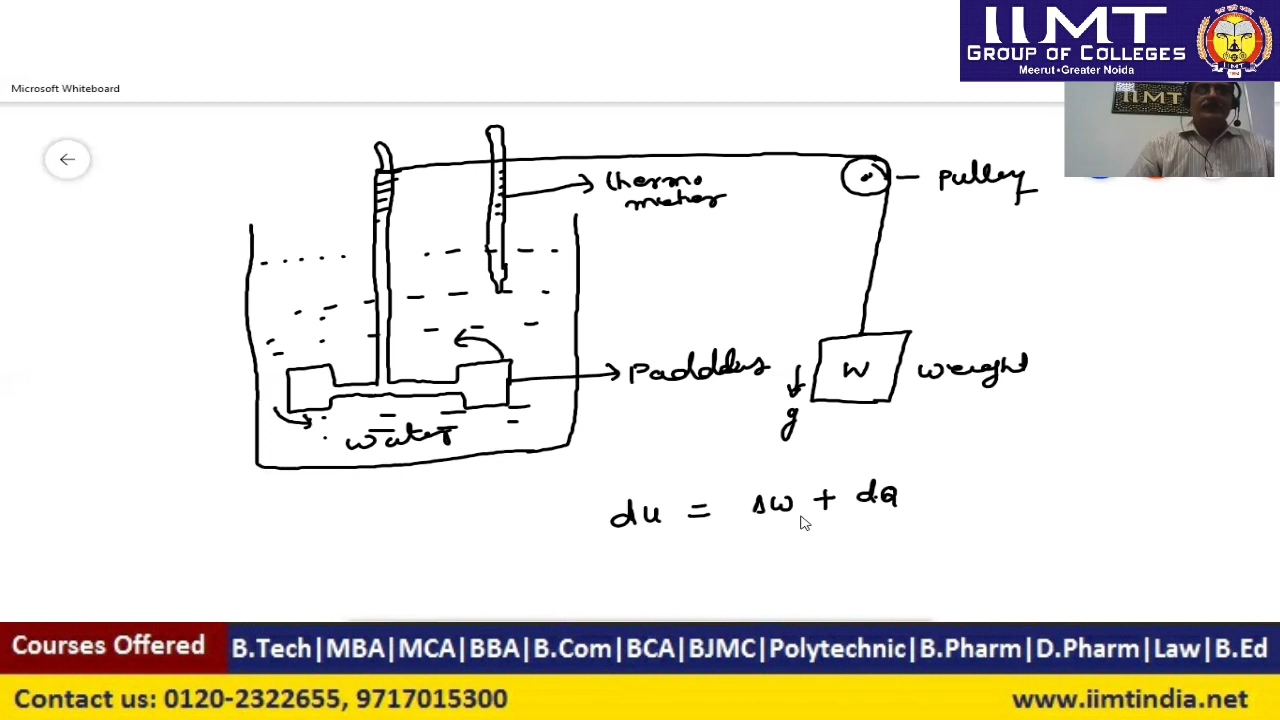 IIMT
GROUP OF COLLEGES
Meerut•Greater Noida
Microsoft Whiteboard
IIMT
thermo
meter
pulley
Paddles
W
weight
g
water
du = Δw + dQ
Courses Offered
B.Tech|MBA|MCA|BBA|B.Com|BCA|BJMC|Polytechnic|B.Pharm|D.Pharm|Law|B.Ed
Contact us: 0120-2322655, 9717015300
www.iimtindia.net